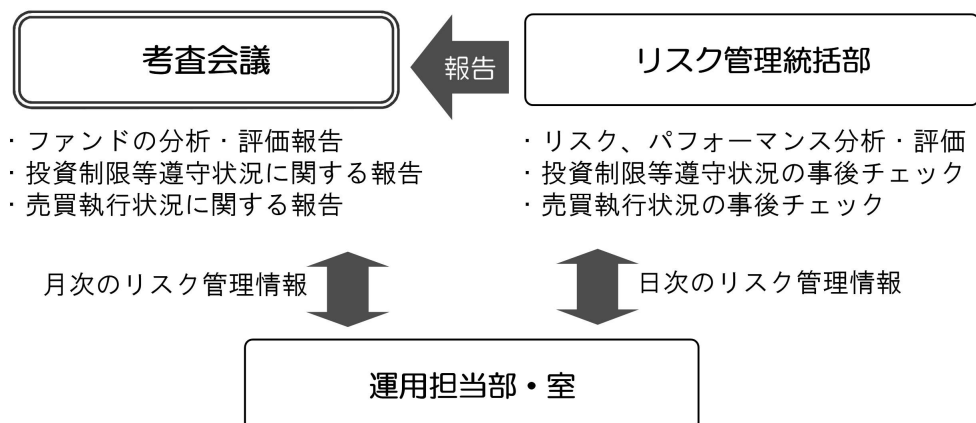 考査会議
報告
リスク管理統括部
・ファンドの分析・評価報告
・投資制限等遵守状況に関する報告
・売買執行状況に関する報告
・リスク、パフォーマンス分析・評価
・投資制限等遵守状況の事後チェック
・売買執行状況の事後チェック
月次のリスク管理情報
日次のリスク管理情報
運用担当部・室